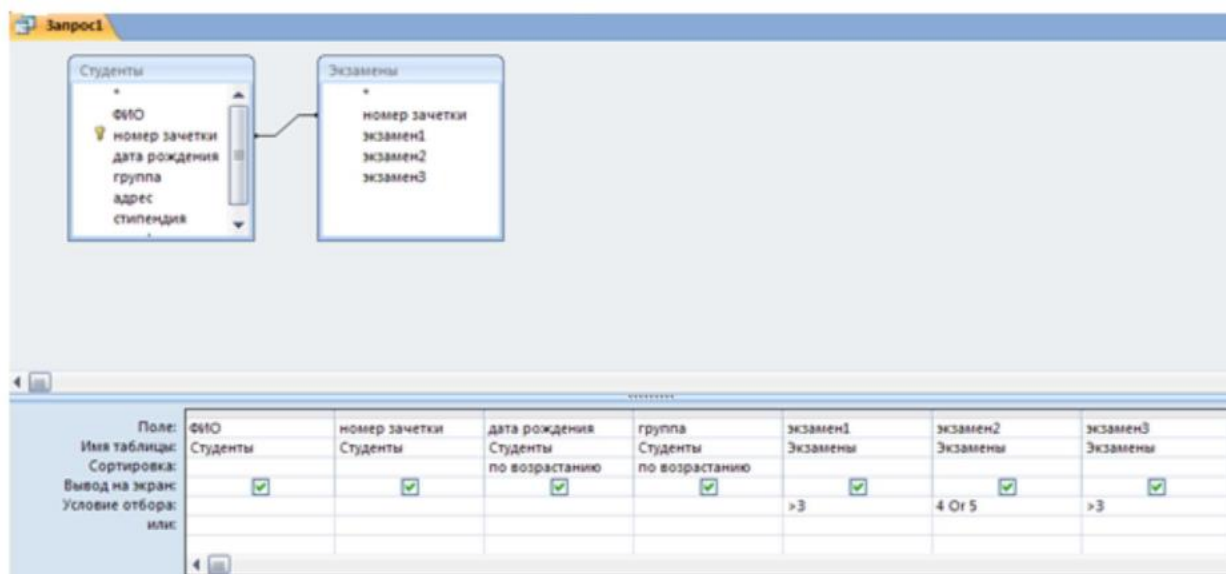 Запрос1
Студенты
*
ФИО
номер зачетки
дата рождения
группа
адрес
стипендия
Экзамены
*
номер зачетки
экзамен1
экзамен2
экзамен3
Поле: ФИО номер зачетки дата рождения группа экзамен1 экзамен2 экзамен3
Имя таблицы: Студенты Студенты Студенты Студенты Экзамены Экзамены Экзамены
Сортировка: по возрастанию по возрастанию
Вывод на экран:
Условие отбора: >3 4 Or 5 >3
или: